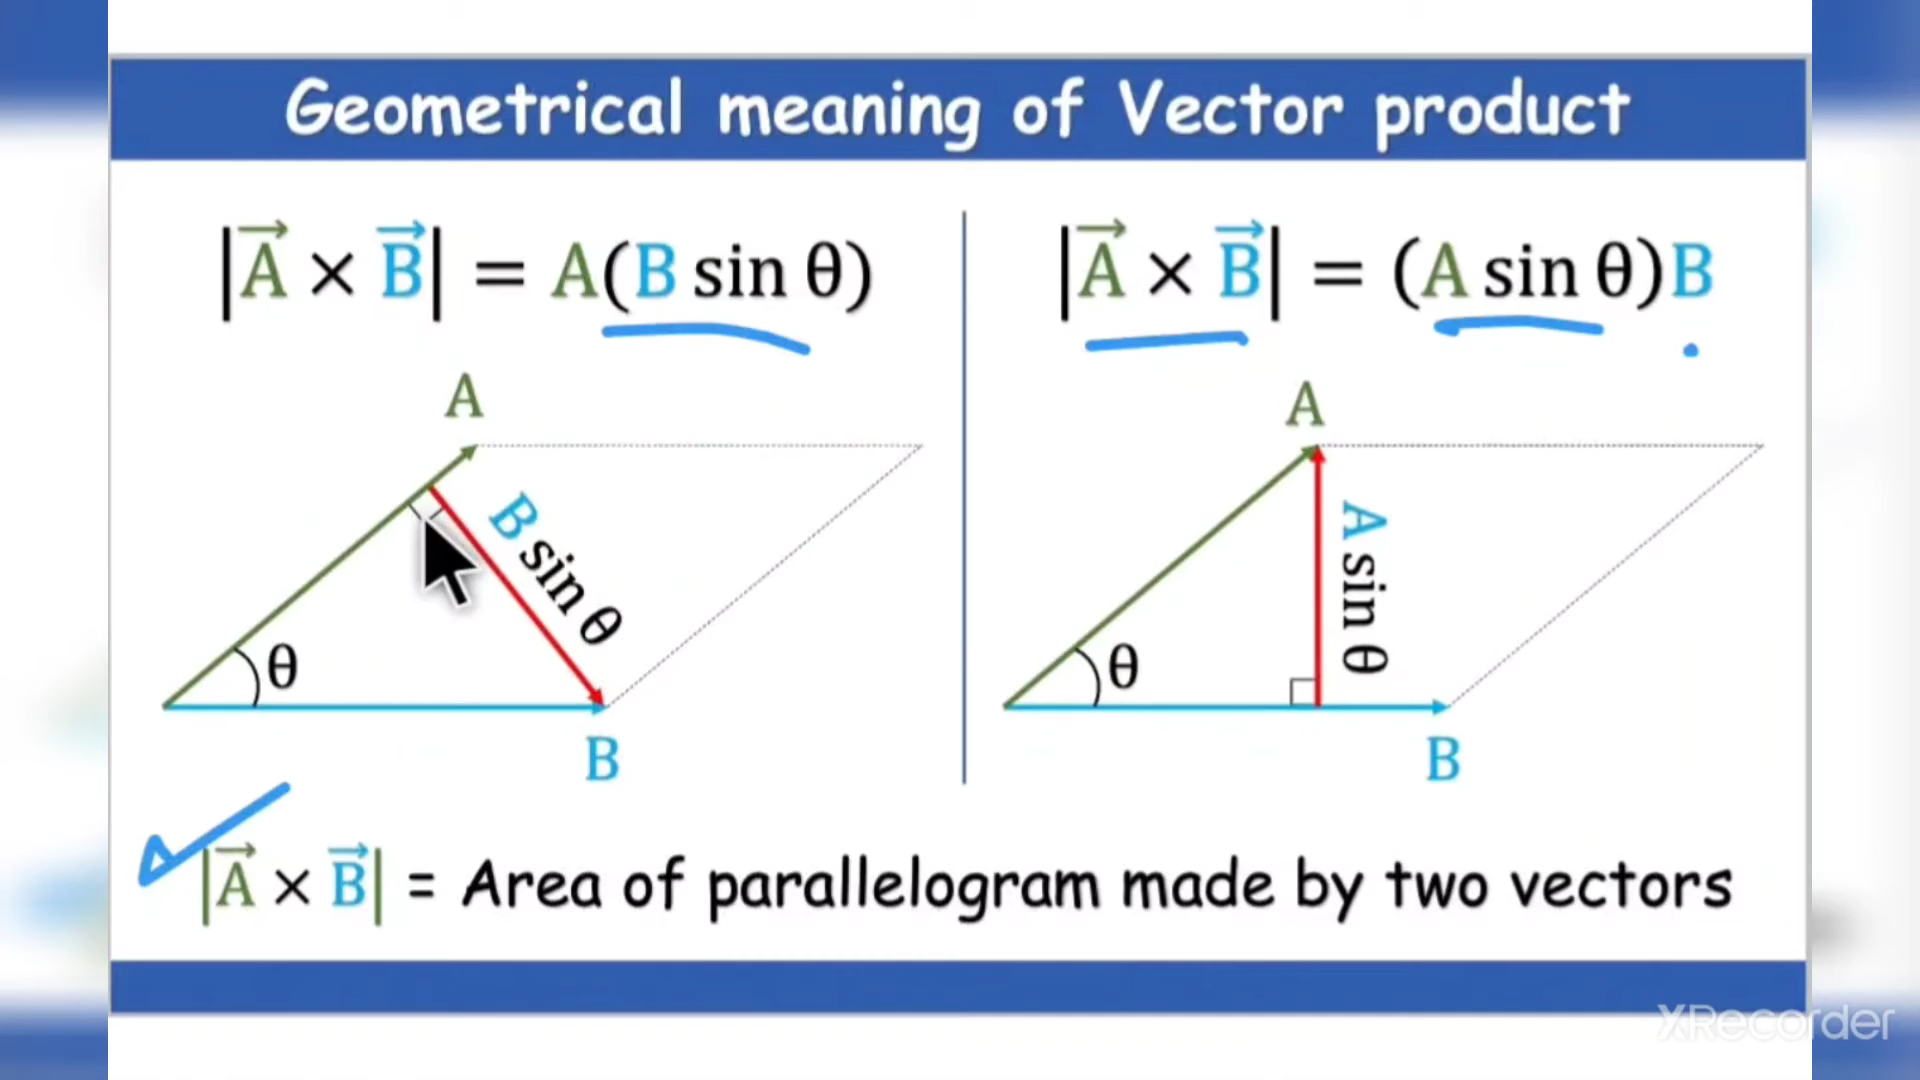 Geometrical meaning of Vector product
|A⃗ × B⃗| = A(B sin θ)
|A⃗ × B⃗| = (A sin θ)B
A
B sin θ
θ
B
A
A sin θ
θ
B
|A⃗ × B⃗| = Area of parallelogram made by two vectors
XRecorder